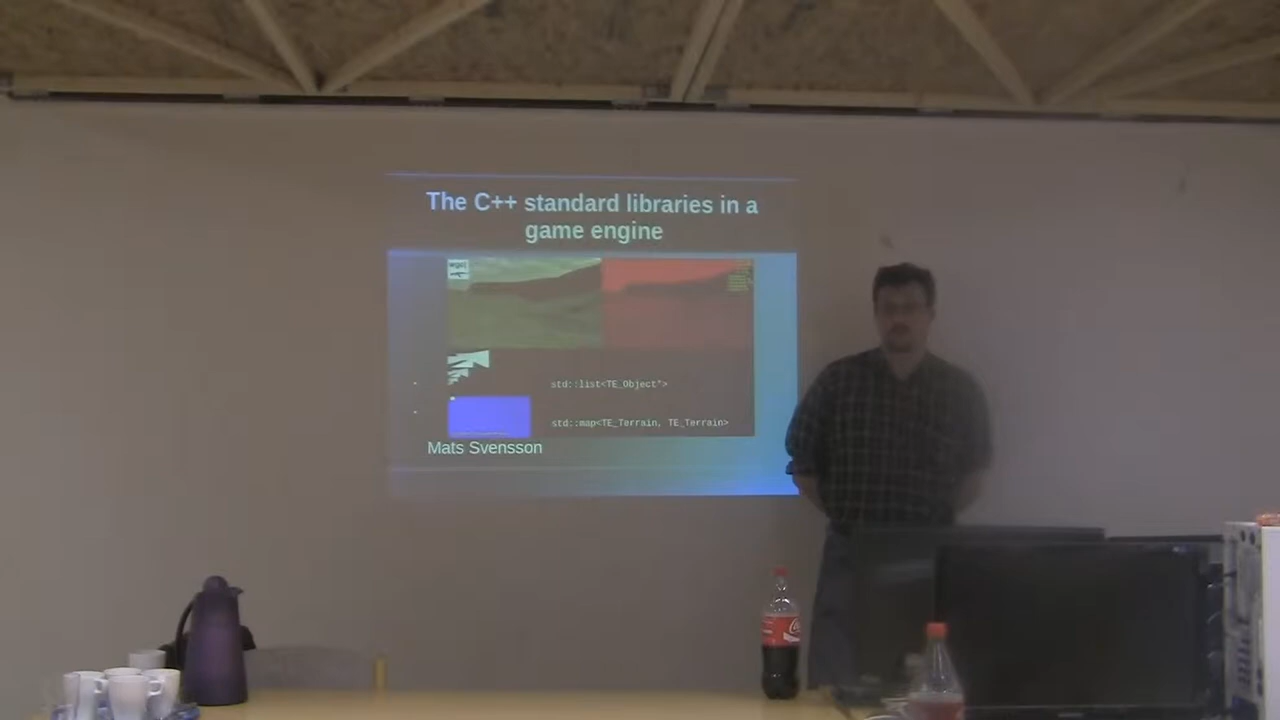 The C++ standard libraries in a
game engine
std::list<TE_Object*>
std::map<TE_Terrain, TE_Terrain>
Mats Svensson